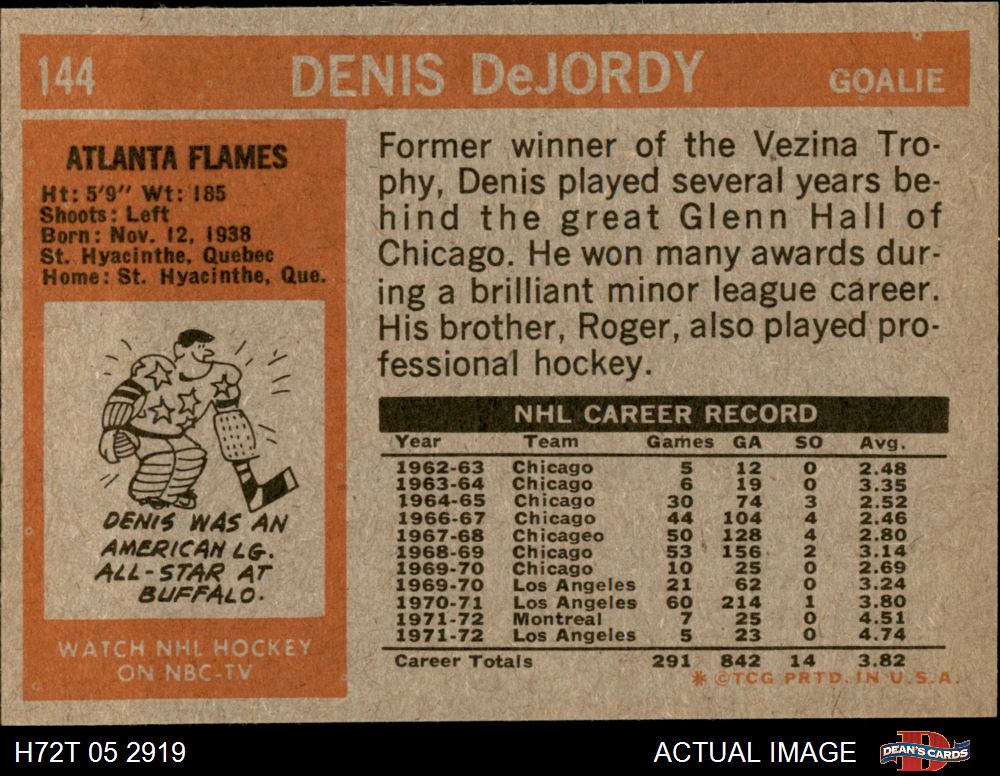 144 DENIS DeJORDY GOALIE
ATLANTA FLAMES
Ht: 5'9" Wt: 185
Shoots: Left
Born: Nov. 12, 1938
St. Hyacinthe, Quebec
Home: St. Hyacinthe, Que.
DENIS WAS AN
AMERICAN LG.
ALL-STAR AT
BUFFALO.
WATCH NHL HOCKEY
ON NBC-TV
Former winner of the Vezina Tro-
phy, Denis played several years be-
hind the great Glenn Hall of
Chicago. He won many awards dur-
ing a brilliant minor league career.
His brother, Roger, also played pro-
fessional hockey.
NHL CAREER RECORD
Year Team Games GA SO Avg.
1962-63 Chicago 5 12 0 2.48
1963-64 Chicago 6 19 0 3.35
1964-65 Chicago 30 74 3 2.52
1966-67 Chicago 44 104 4 2.46
1967-68 Chicageo 50 128 4 2.80
1968-69 Chicago 53 156 2 3.14
1969-70 Chicago 10 25 0 2.69
1969-70 Los Angeles 21 62 0 3.24
1970-71 Los Angeles 60 214 1 3.80
1971-72 Montreal 7 25 0 4.51
1971-72 Los Angeles 5 23 0 4.74
Career Totals 291 842 14 3.82
* ©TCG PRTD. IN U.S.A.
H72T 05 2919 ACTUAL IMAGE DEAN'S CARDS